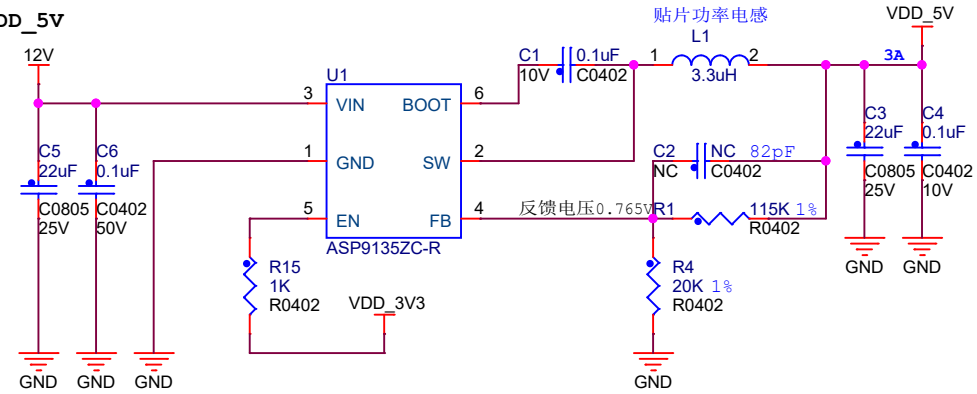 DD_5V
12V
C5
22uF
C0805
25V
C6
0.1uF
C0402
50V
GND
GND
GND
U1
3
VIN
BOOT
6
1
GND
SW
2
5
EN
FB
4
ASP9135ZC-R
R15
1K
R0402
VDD_3V3
C1
10V
0.1uF
C0402
贴片功率电感
L1
1
2
3.3uH
C2
NC
NC 82pF
C0402
反馈电压0.765V
R1
115K 1%
R0402
R4
20K 1%
R0402
GND
VDD_5V
3A
C3
22uF
C0805
25V
C4
0.1uF
C0402
10V
GND
GND